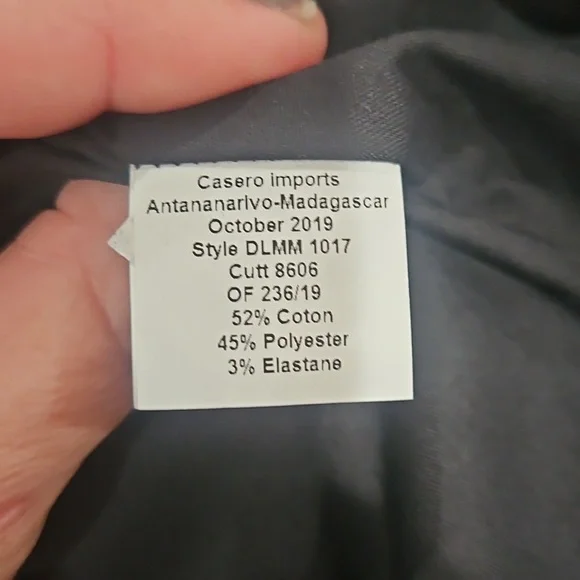 Casero imports
Antananarivo-Madagascar
October 2019
Style DLMM 1017
Cutt 8606
OF 236/19
52% Coton
45% Polyester
3% Elastane